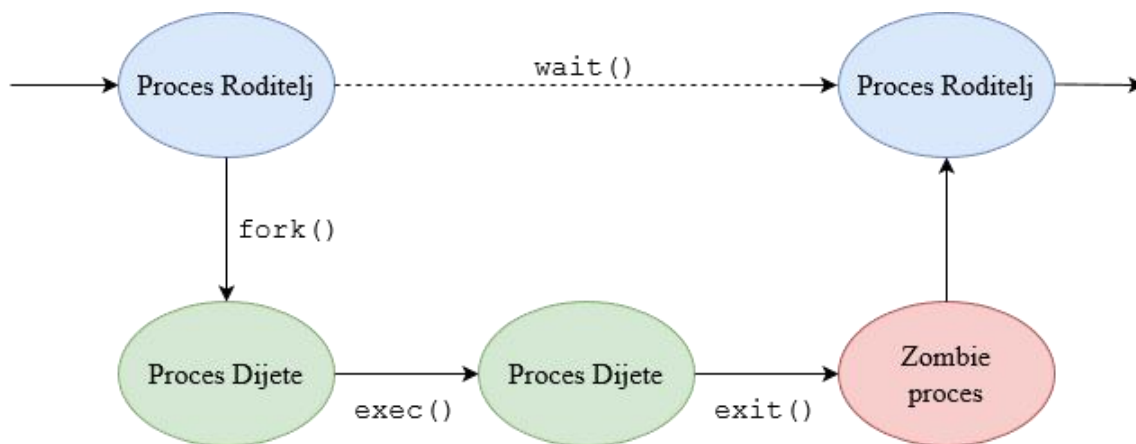 Proces Roditelj
wait()
Proces Roditelj
fork()
Proces Dijete
exec()
Proces Dijete
exit()
Zombie
proces